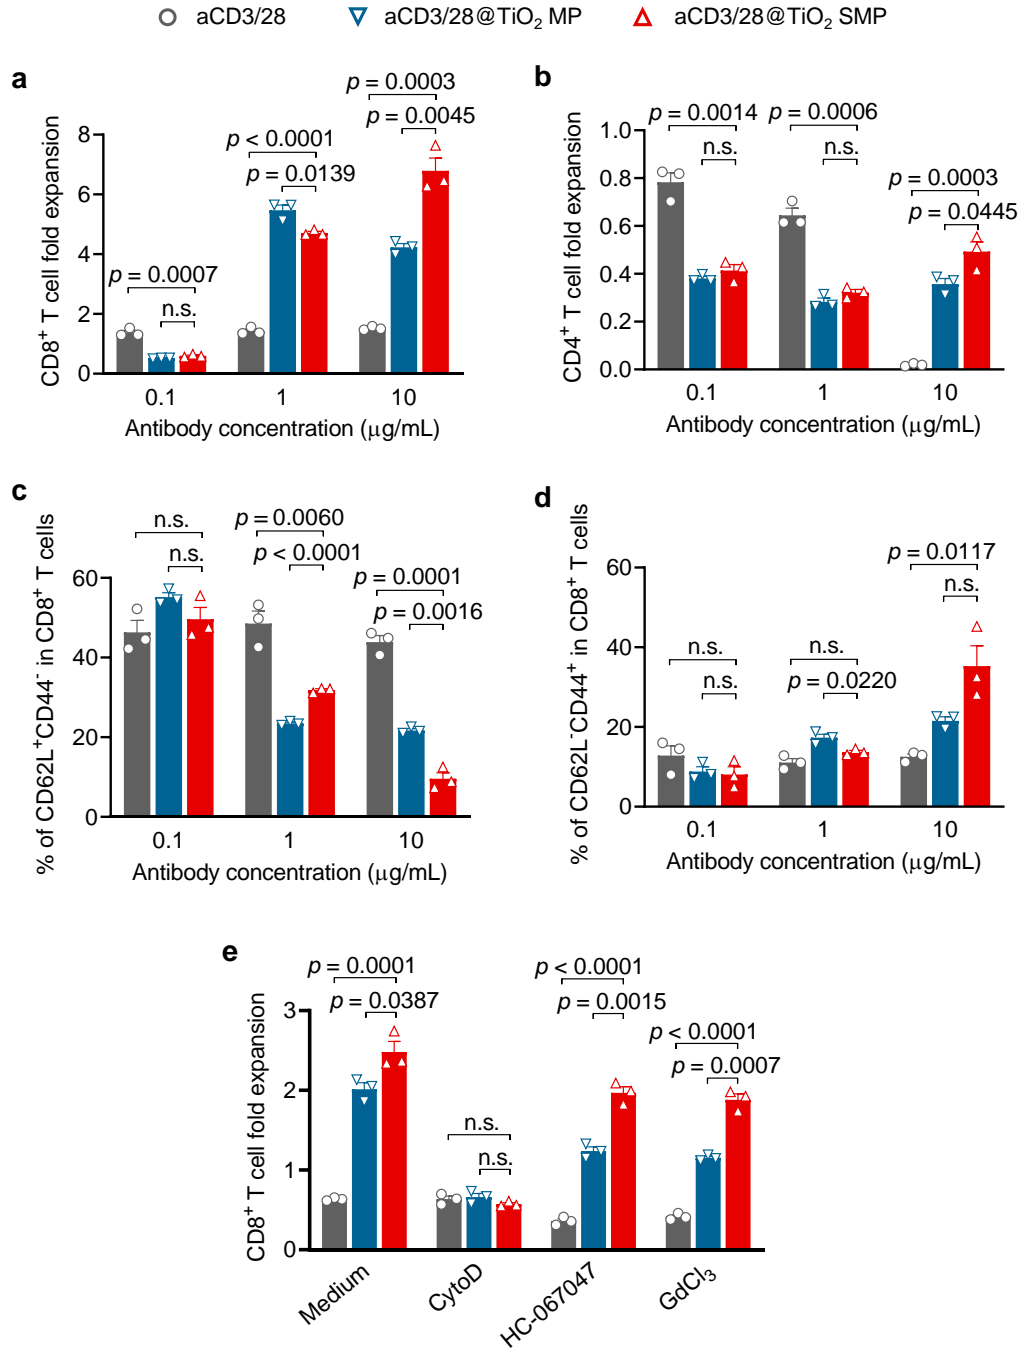 aCD3/28 aCD3/28@TiO₂ MP aCD3/28@TiO₂ SMP
a
CD8⁺ T cell fold expansion
8
6
4
2
0
p = 0.0007
n.s.
p < 0.0001
p = 0.0139
p = 0.0003
p = 0.0045
0.1 1 10
Antibody concentration (μg/mL)
b
CD4⁺ T cell fold expansion
1.0
0.8
0.6
0.4
0.2
0.0
p = 0.0014
n.s.
p = 0.0006
n.s.
p = 0.0003
p = 0.0445
0.1 1 10
Antibody concentration (μg/mL)
c
% of CD62L⁺CD44⁻ in CD8⁺ T cells
60
40
20
0
n.s.
n.s.
p = 0.0060
p < 0.0001
p = 0.0001
p = 0.0016
0.1 1 10
Antibody concentration (μg/mL)
d
% of CD62L⁻CD44⁺ in CD8⁺ T cells
60
40
20
0
n.s.
n.s.
n.s.
p = 0.0220
p = 0.0117
n.s.
0.1 1 10
Antibody concentration (μg/mL)
e
CD8⁺ T cell fold expansion
3
2
1
0
p = 0.0001
p = 0.0387
n.s.
n.s.
p < 0.0001
p = 0.0015
p < 0.0001
p = 0.0007
Medium CytoD HC-067047 GdCl₃